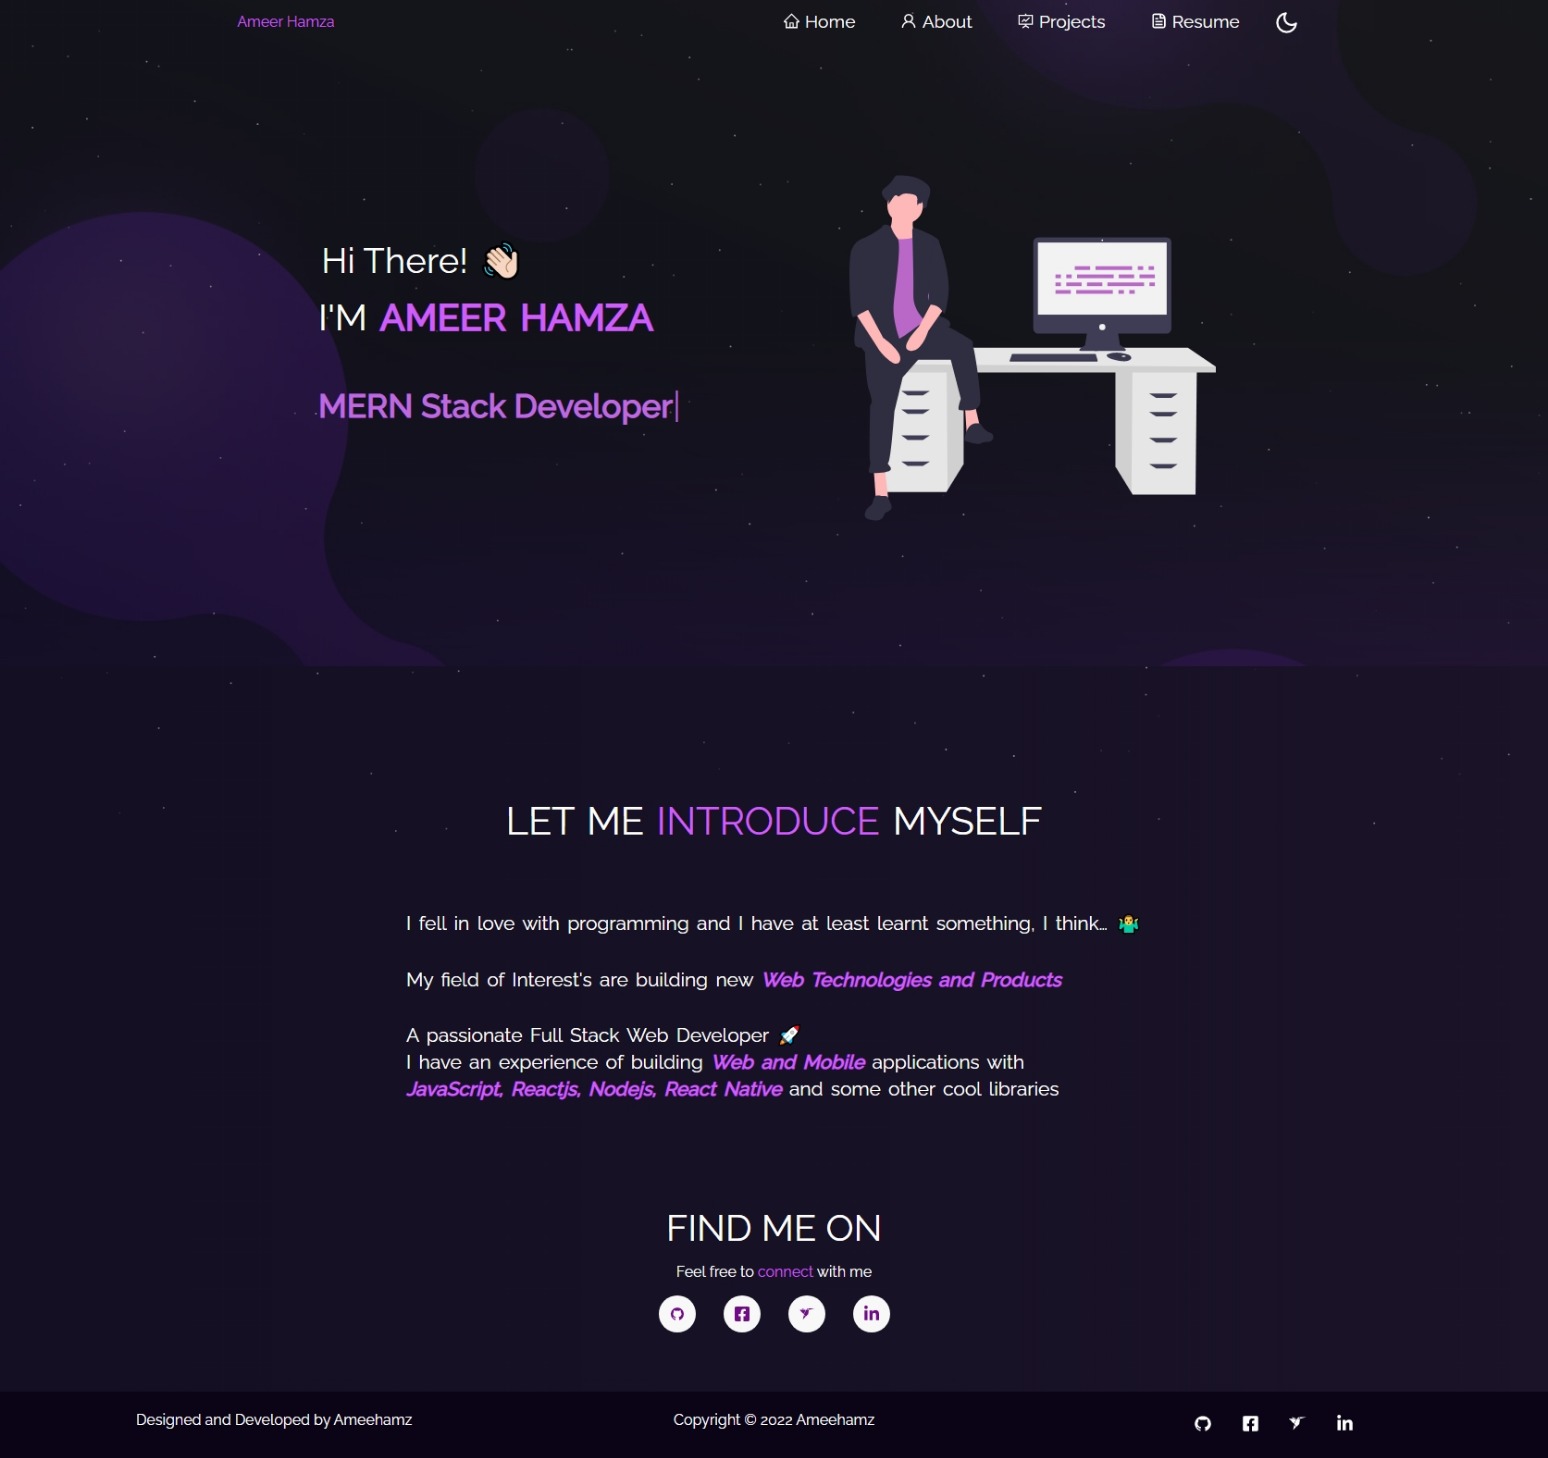 Ameer Hamza
Home About Projects Resume
Hi There! 👋🏻
I'M AMEER HAMZA
MERN Stack Developer|
LET ME INTRODUCE MYSELF
I fell in love with programming and I have at least learnt something, I think… 🤷‍♂️
My field of Interest's are building new Web Technologies and Products
A passionate Full Stack Web Developer 🚀
I have an experience of building Web and Mobile applications with
JavaScript, Reactjs, Nodejs, React Native and some other cool libraries
FIND ME ON
Feel free to connect with me
Designed and Developed by Ameehamz
Copyright © 2022 Ameehamz